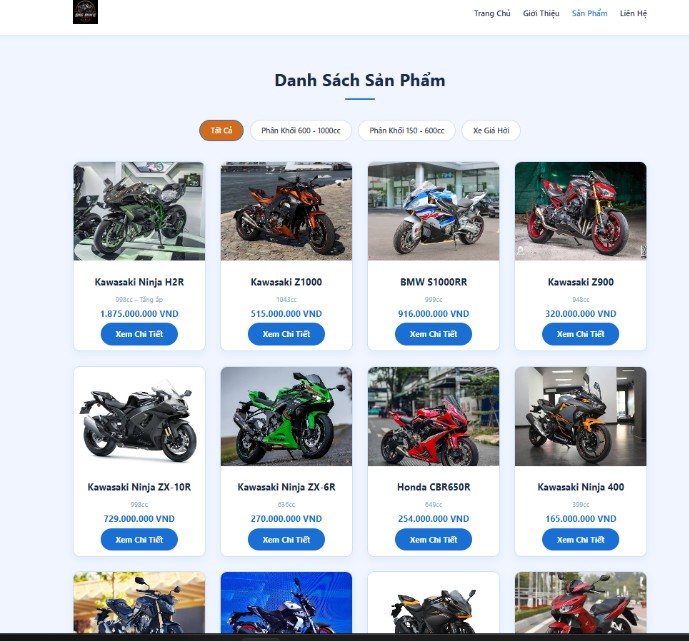 Trang Chủ Giới Thiệu Sản Phẩm Liên Hệ
Danh Sách Sản Phẩm
Tất Cả Phân Khối 600 - 1000cc Phân Khối 150 - 600cc Xe Giá Hời
Kawasaki Ninja H2R Kawasaki Z1000 BMW S1000RR Kawasaki Z900
998cc – Tăng áp 1043cc 999cc 948cc
1.875.000.000 VND 515.000.000 VND 916.000.000 VND 320.000.000 VND
Xem Chi Tiết Xem Chi Tiết Xem Chi Tiết Xem Chi Tiết
Kawasaki Ninja ZX-10R Kawasaki Ninja ZX-6R Honda CBR650R Kawasaki Ninja 400
998cc 636cc 649cc 399cc
729.000.000 VND 270.000.000 VND 254.000.000 VND 165.000.000 VND
Xem Chi Tiết Xem Chi Tiết Xem Chi Tiết Xem Chi Tiết